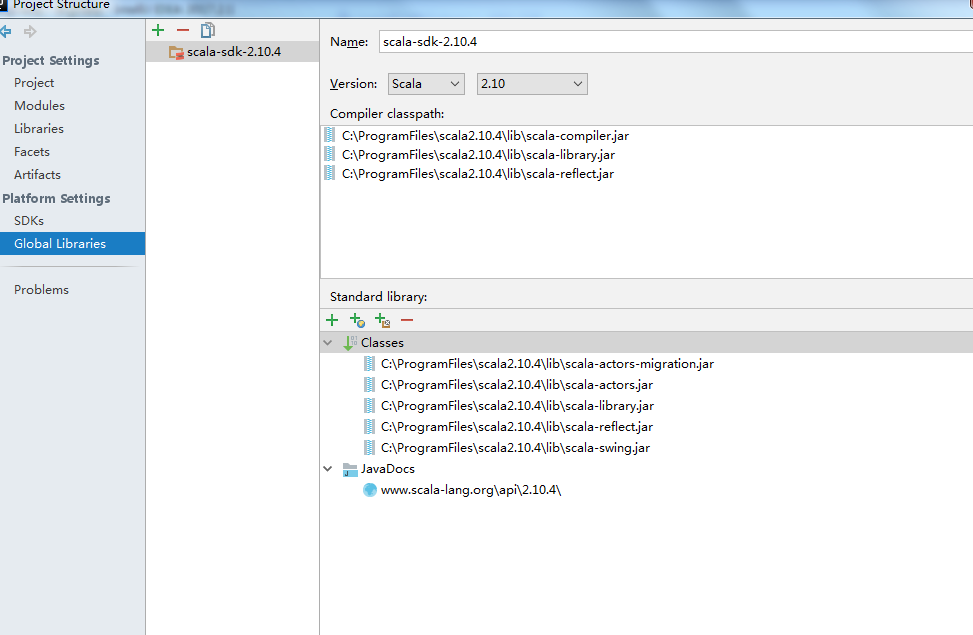 Project Structure
Project Settings
Project
Modules
Libraries
Facets
Artifacts
Platform Settings
SDKs
Global Libraries
Problems
scala-sdk-2.10.4
Name: scala-sdk-2.10.4
Version: Scala 2.10
Compiler classpath:
C:\ProgramFiles\scala2.10.4\lib\scala-compiler.jar
C:\ProgramFiles\scala2.10.4\lib\scala-library.jar
C:\ProgramFiles\scala2.10.4\lib\scala-reflect.jar
Standard library:
Classes
C:\ProgramFiles\scala2.10.4\lib\scala-actors-migration.jar
C:\ProgramFiles\scala2.10.4\lib\scala-actors.jar
C:\ProgramFiles\scala2.10.4\lib\scala-library.jar
C:\ProgramFiles\scala2.10.4\lib\scala-reflect.jar
C:\ProgramFiles\scala2.10.4\lib\scala-swing.jar
JavaDocs
www.scala-lang.org\api\2.10.4\